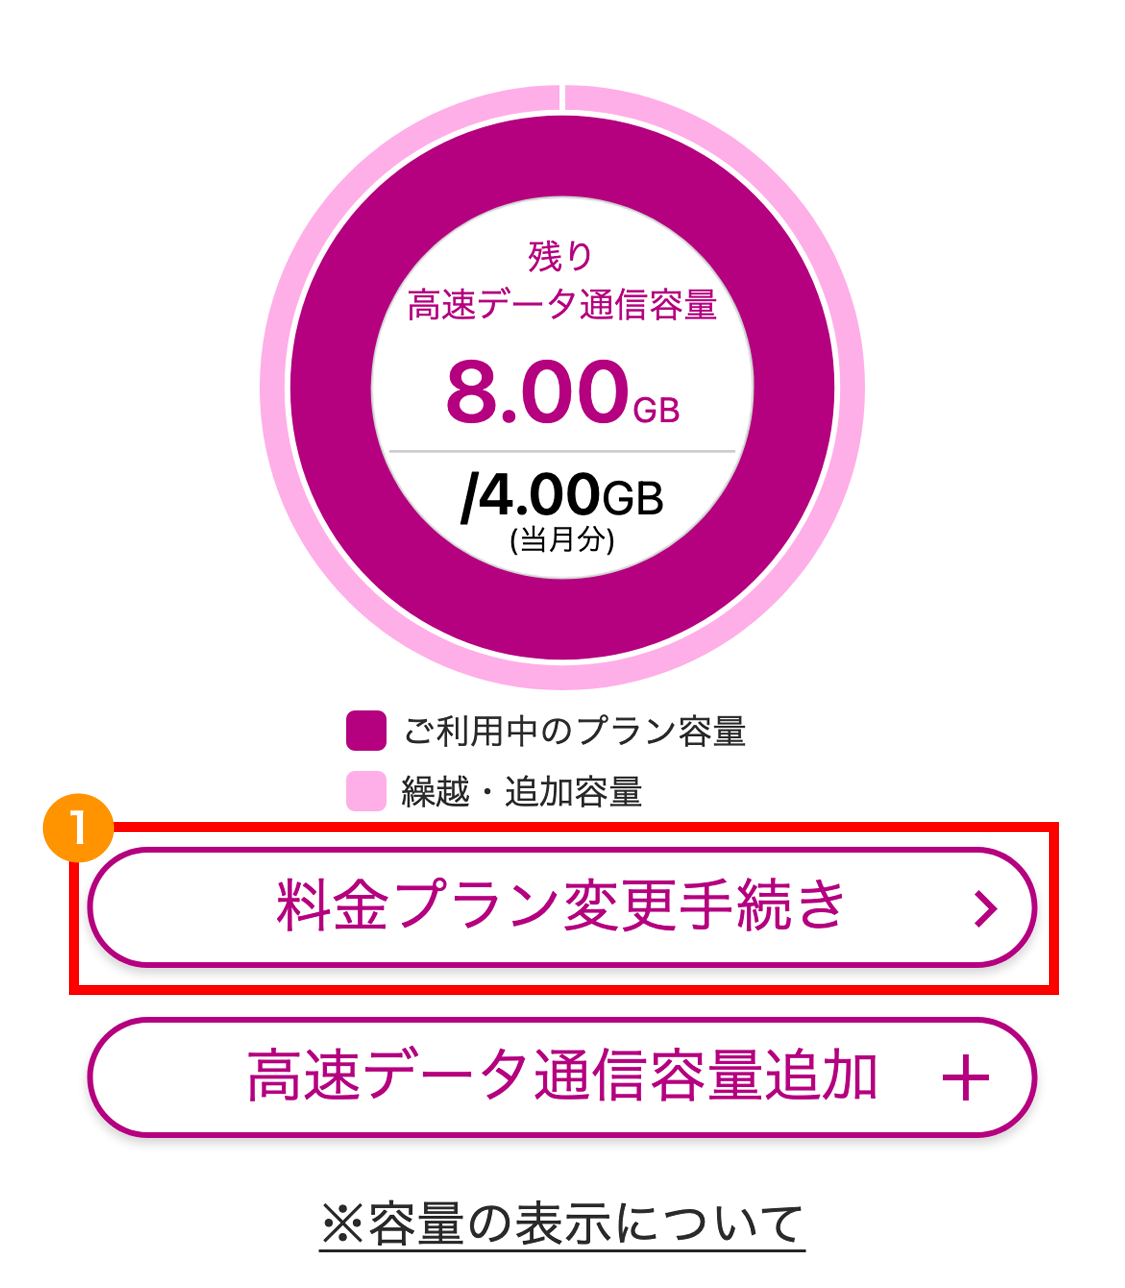 残り
高速データ通信容量
8.00GB
/4.00GB
(当月分)
ご利用中のプラン容量
繰越・追加容量
1
料金プラン変更手続き
高速データ通信容量追加
※容量の表示について